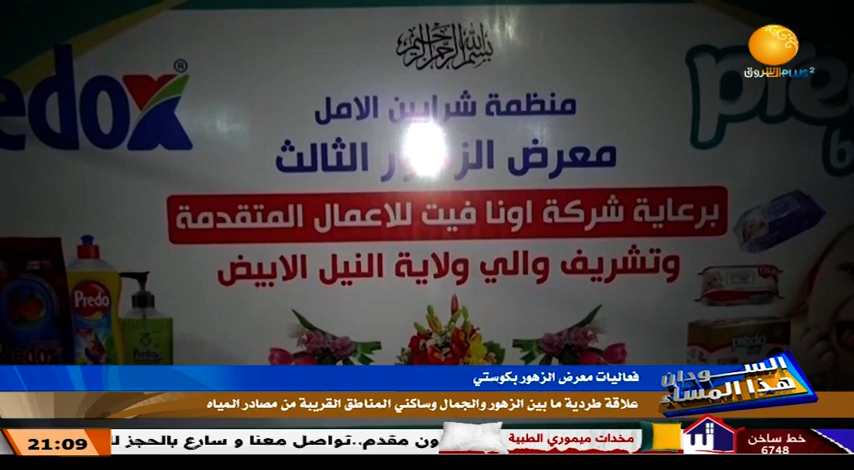 بسم الله الرحمن الرحيم
الشروق PLUS²
edox®
منظمة شرايين الامل
معرض الزهور الثالث
برعاية شركة اونا فيت للاعمال المتقدمة
وتشريف والي ولاية النيل الابيض
Predo
Predox
predo
السودان هذا المساء
فعاليات معرض الزهور بكوستي
علاقة طردية ما بين الزهور والجمال وساكني المناطق القريبة من مصادر المياه
خط ساخن
6748
مخدات ميموري الطبية
ون مقدم..تواصل معنا و سارع بالحجز
21:09